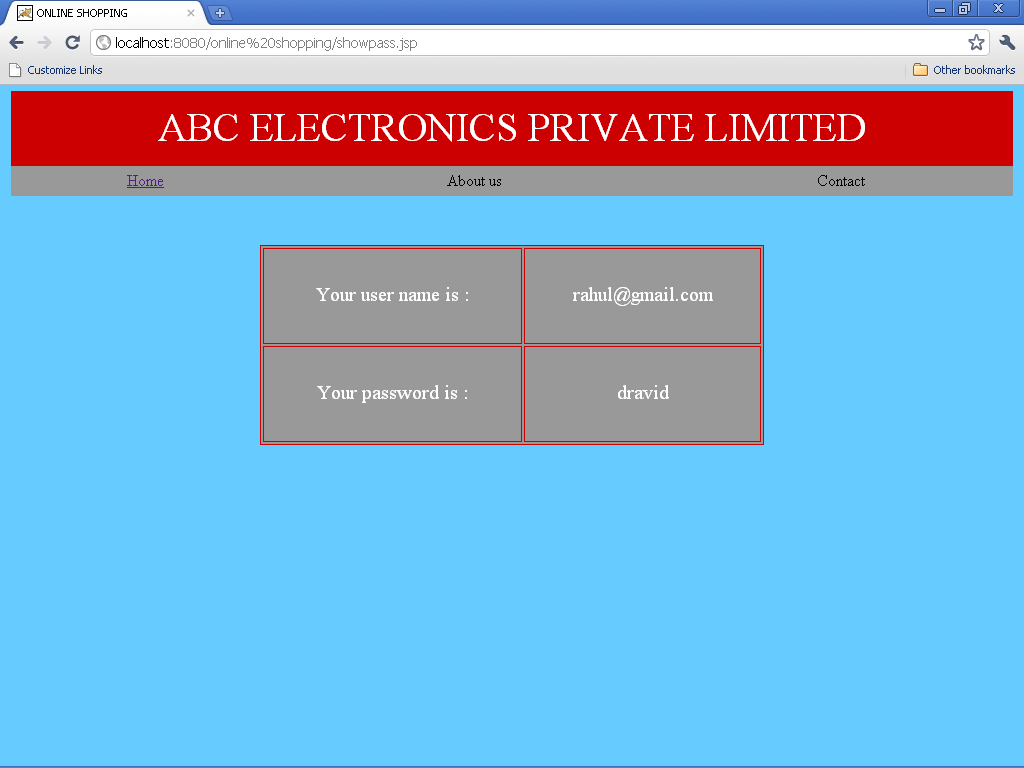 ONLINE SHOPPING
localhost:8080/online%20shopping/showpass.jsp
Customize Links
Other bookmarks
ABC ELECTRONICS PRIVATE LIMITED
Home About us Contact
Your user name is : rahul@gmail.com
Your password is : dravid